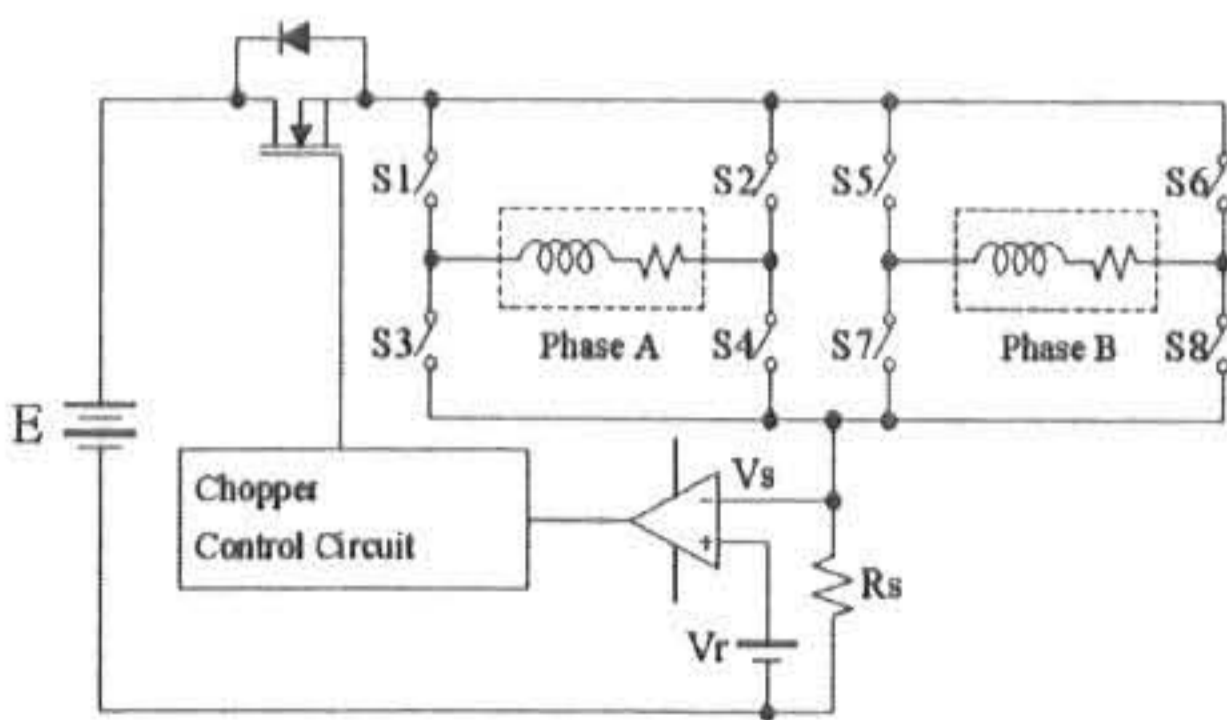 S1
S2
S5
S6
S3
Phase A
S4
S7
Phase B
S8
E
Chopper
Control Circuit
Vs
-
+
Rs
Vr